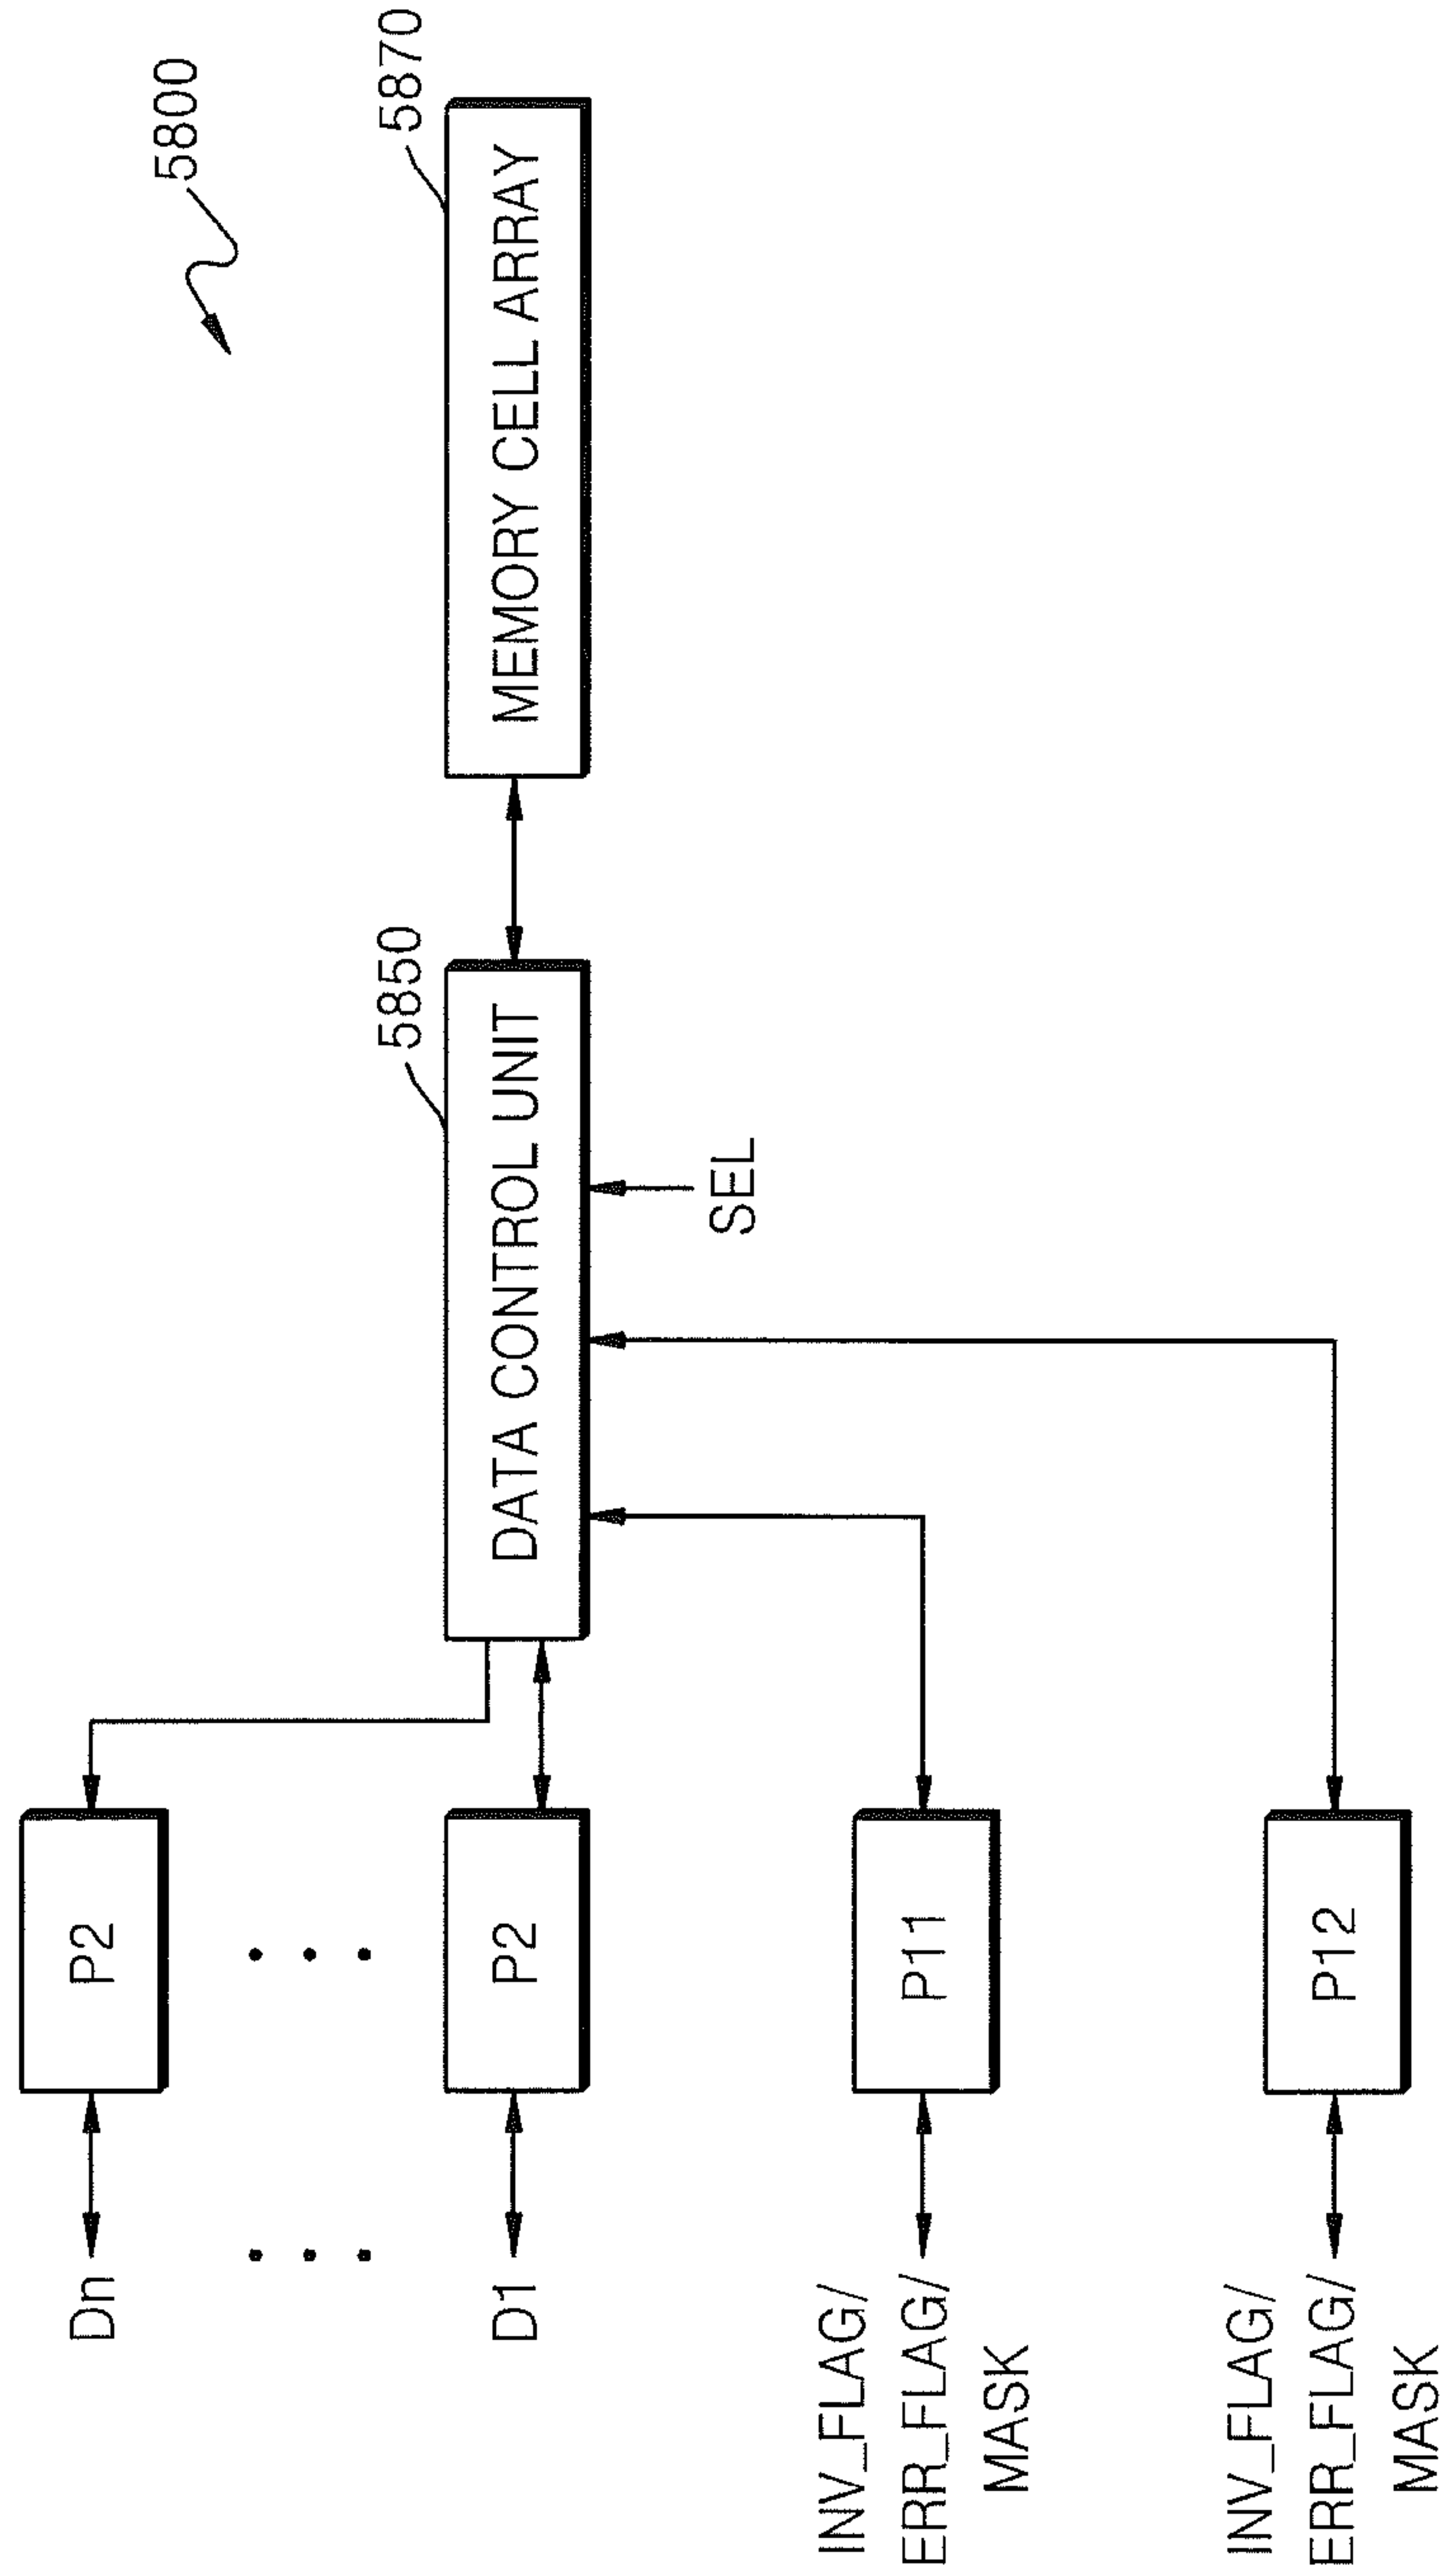 5800
Dn
P2
5850
5870
D1
P2
DATA CONTROL UNIT
MEMORY CELL ARRAY
SEL
INV_FLAG/
ERR_FLAG/
MASK
P11
INV_FLAG/
ERR_FLAG/
MASK
P12